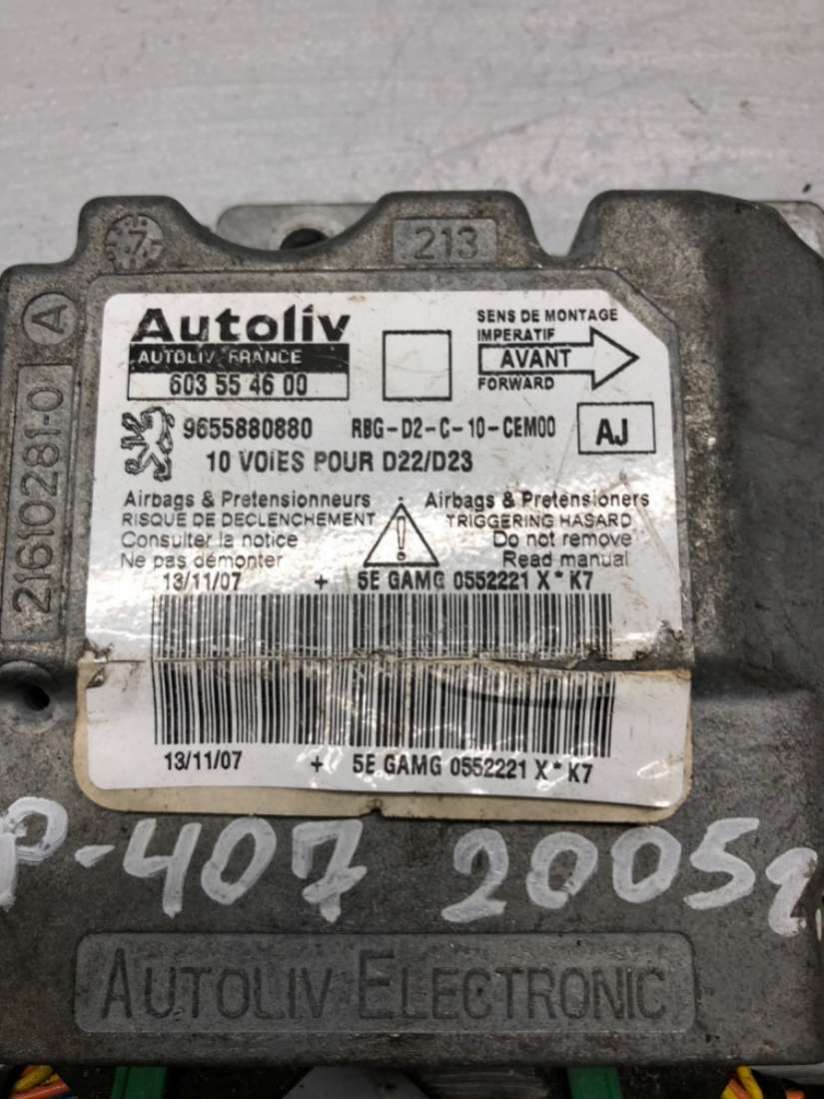 7
213
A
21610281-0
Autoliv
AUTOLIV FRANCE
603 55 46 00
SENS DE MONTAGE
IMPERATIF
AVANT
FORWARD
9655880880 RBG-D2-C-10-CEM00 AJ
10 VOIES POUR D22/D23
Airbags & Pretensionneurs
RISQUE DE DECLENCHEMENT
Consulter la notice
Ne pas démonter
Airbags & Pretensioners
TRIGGERING HASARD
Do not remove
Read manual
13/11/07 + 5E GAMG 0552221 X * K7
13/11/07 + 5E GAMG 0552221 X * K7
P-407 2005г
AUTOLIV ELECTRONIC